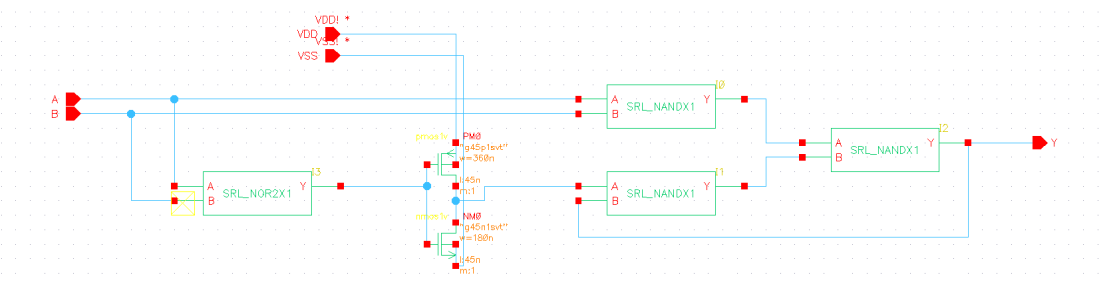 VDD! *
VDD
VSS! *
VSS
A
B
I0
A
B
SRL_NANDX1
Y
I2
A
B
SRL_NANDX1
Y
Y
PM0
"g45p1svt"
w=360n
l:45n
m:1
I3
A
B
SRL_NOR2X1
Y
I1
A
B
SRL_NANDX1
Y
NM0
"g45n1svt"
w=180n
l:45n
m:1